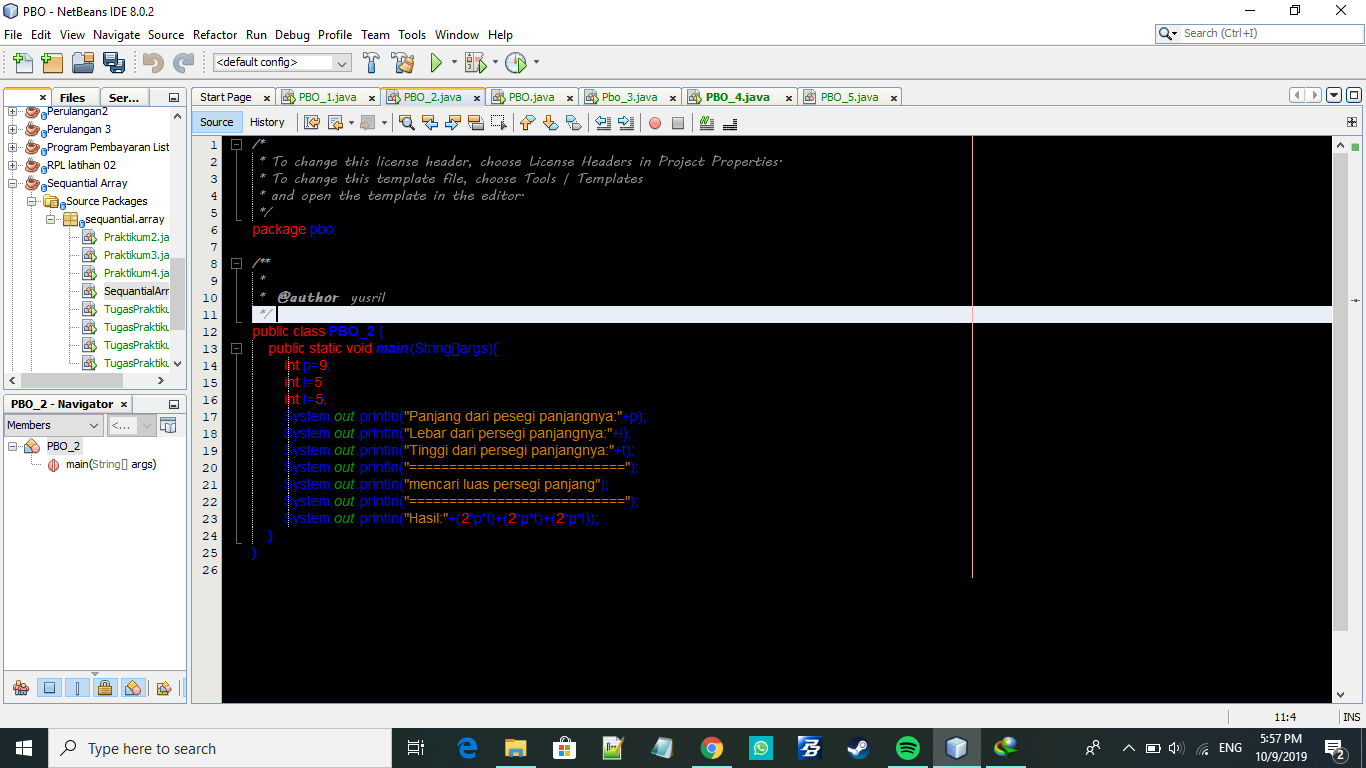 PBO - NetBeans IDE 8.0.2
File Edit View Navigate Source Refactor Run Debug Profile Team Tools Window Help
Search (Ctrl+I)
<default config>
Files Ser...
Start Page PBO_1.java PBO_2.java PBO.java Pbo_3.java PBO_4.java PBO_5.java
Source History
Perulangan2
Perulangan 3
Program Pembayaran List
RPL latihan 02
Sequantial Array
Source Packages
sequantial.array
Praktikum2.ja
Praktikum3.ja
Praktikum4.ja
SequantialArr
TugasPraktiku
TugasPraktiku
TugasPraktiku
TugasPraktiku
PBO_2 - Navigator
Members <...
PBO_2
main(String[] args)
1 /*
2 * To change this license header, choose License Headers in Project Properties.
3 * To change this template file, choose Tools | Templates
4 * and open the template in the editor.
5 */
6 package pbo;
7
8 /**
9 *
10 * @author yusril
11 */
12 public class PBO_2 {
13 public static void main(String[]args){
14 int p=9;
15 int l=5;
16 int t=5;
17 System.out.println("Panjang dari pesegi panjangnya:"+p);
18 System.out.println("Lebar dari persegi panjangnya:"+l);
19 System.out.println("Tinggi dari persegi panjangnya:"+t);
20 System.out.println("===========================");
21 System.out.println("mencari luas persegi panjang");
22 System.out.println("===========================");
23 System.out.println("Hasil:"+(2*p*l)+(2*p*t)+(2*p*l));
24 }
25 }
26
11:4 INS
Type here to search
ENG
5:57 PM
10/9/2019
2